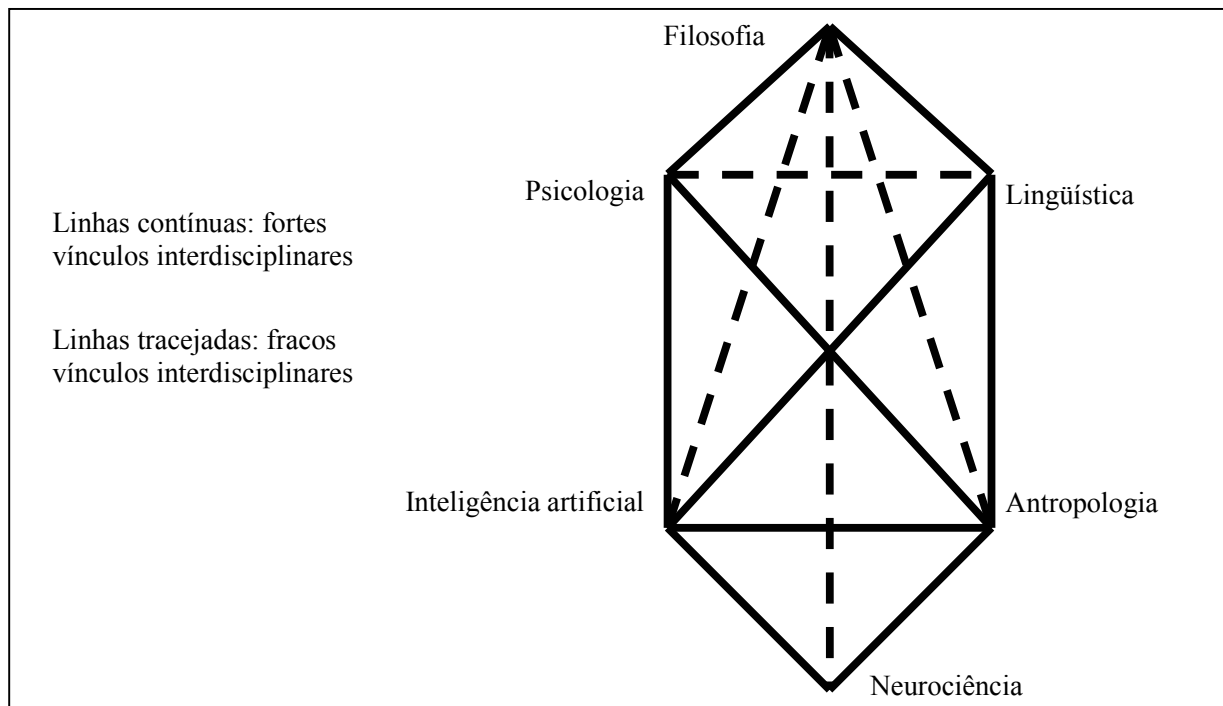 Filosofia
Psicologia
Lingüística
Linhas contínuas: fortes
vínculos interdisciplinares
Linhas tracejadas: fracos
vínculos interdisciplinares
Inteligência artificial
Antropologia
Neurociência